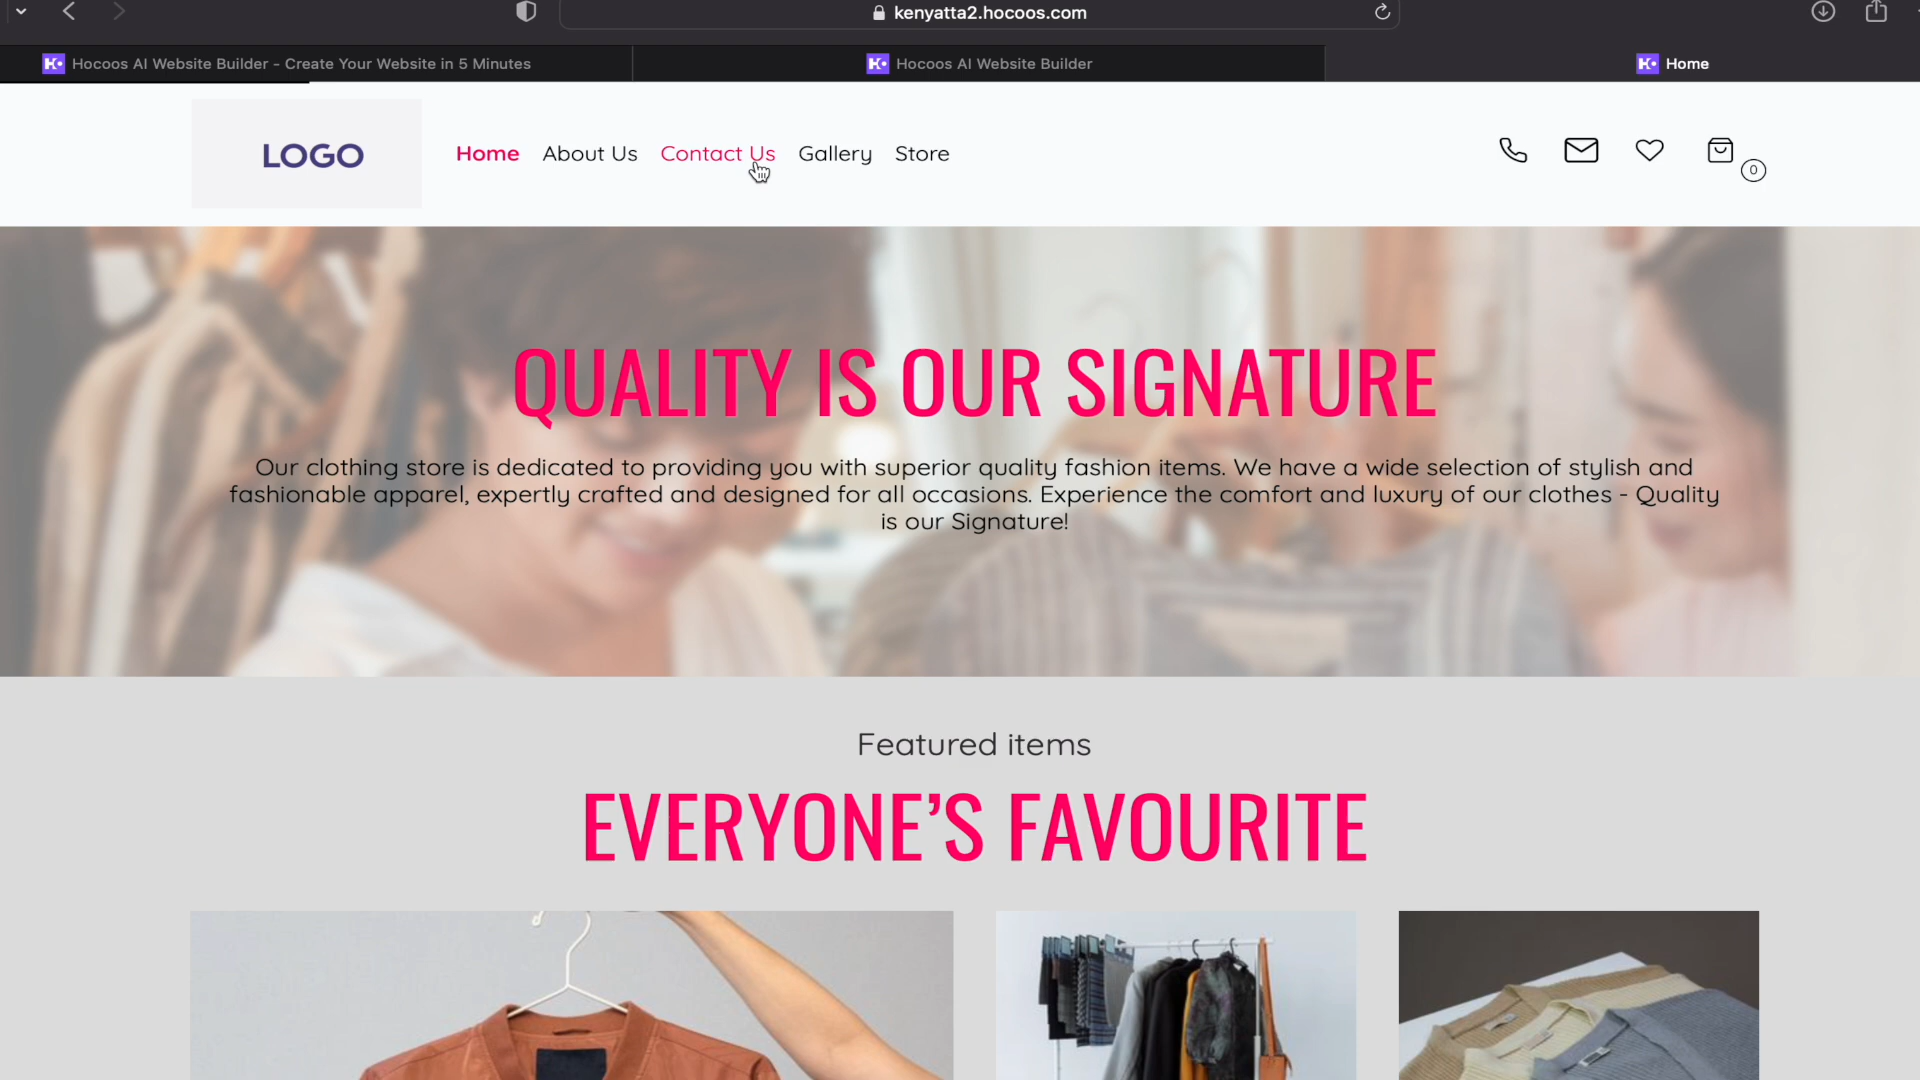 kenyatta2.hocoos.com
Hocoos AI Website Builder - Create Your Website in 5 Minutes
Hocoos AI Website Builder
Home
LOGO
Home
About Us
Contact Us
Gallery
Store
0
QUALITY IS OUR SIGNATURE
Our clothing store is dedicated to providing you with superior quality fashion items. We have a wide selection of stylish and
fashionable apparel, expertly crafted and designed for all occasions. Experience the comfort and luxury of our clothes - Quality
is our Signature!
Featured items
EVERYONE’S FAVOURITE